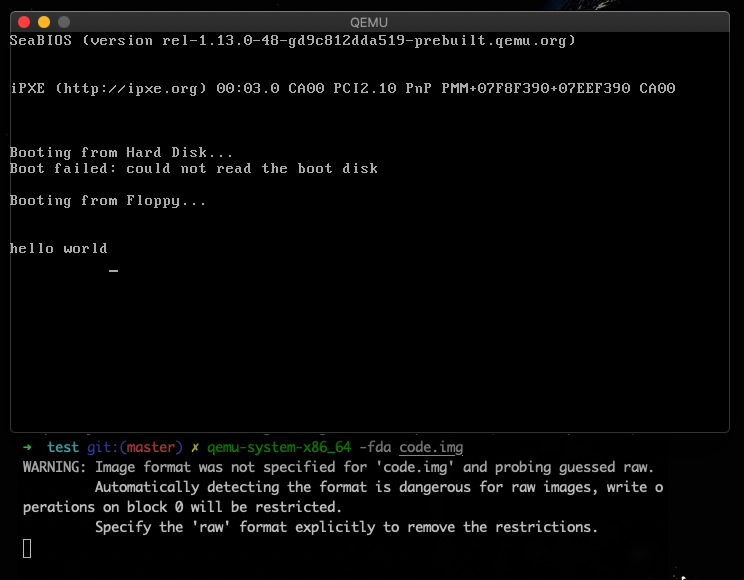 QEMU
SeaBIOS (version rel-1.13.0-48-gd9c812dda519-prebuilt.qemu.org)
iPXE (http://ipxe.org) 00:03.0 CA00 PCI2.10 PnP PMM+07F8F390+07EEF390 CA00
Booting from Hard Disk...
Boot failed: could not read the boot disk
Booting from Floppy...
hello world
➜ test git:(master) ✗ qemu-system-x86_64 -fda code.img
WARNING: Image format was not specified for 'code.img' and probing guessed raw.
Automatically detecting the format is dangerous for raw images, write o
perations on block 0 will be restricted.
Specify the 'raw' format explicitly to remove the restrictions.